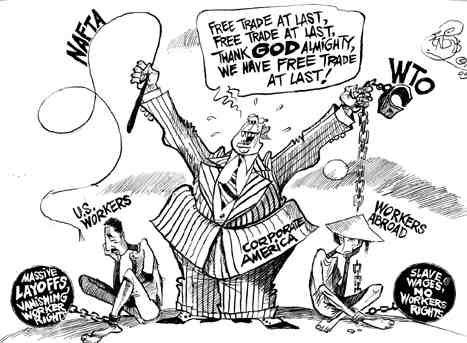 FREE TRADE AT LAST,
FREE TRADE AT LAST,
THANK GOD ALMIGHTY,
WE HAVE FREE TRADE
AT LAST!
NAFTA
WTO
U.S.
WORKERS
CORPORATE
AMERICA
WORKERS
ABROAD
MASSIVE
LAYOFFS
VANISHING
WORKER
RIGHTS
SLAVE
WAGES,
NO
WORKERS
RIGHTS